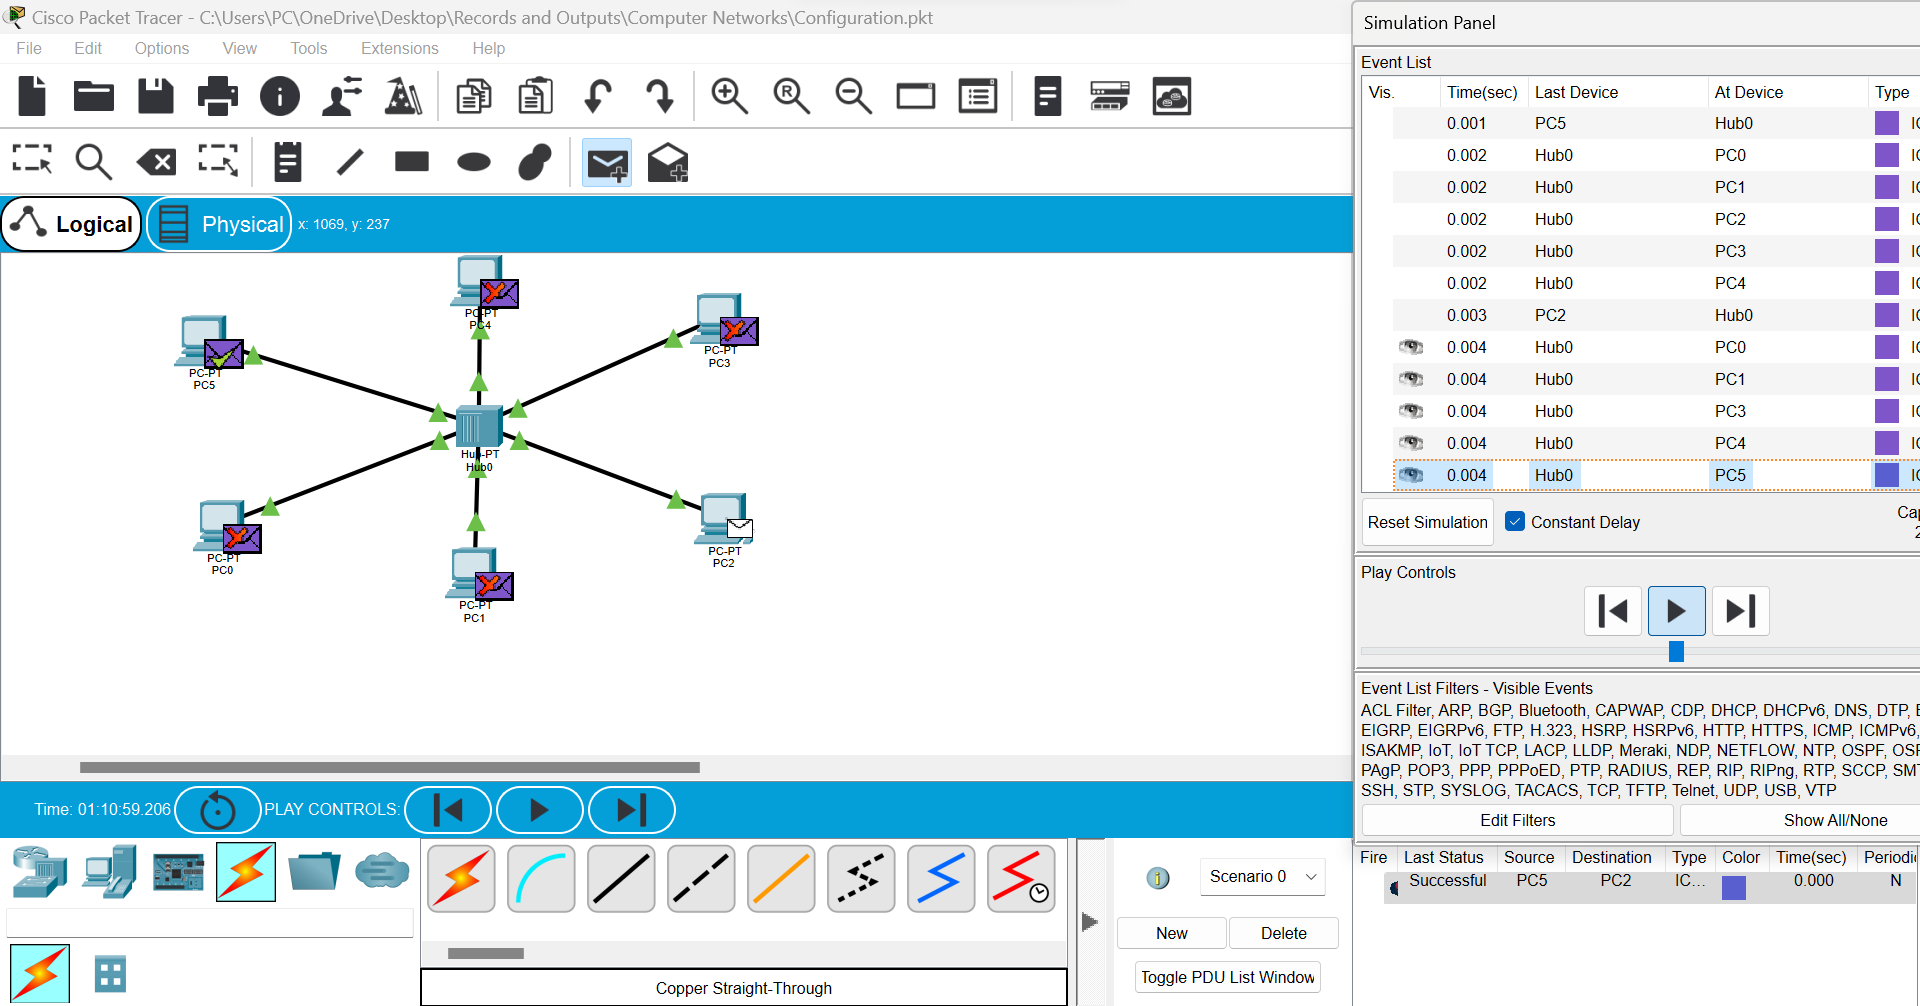 Cisco Packet Tracer - C:\Users\PC\OneDrive\Desktop\Records and Outputs\Computer Networks\Configuration.pkt
File Edit Options View Tools Extensions Help
Logical Physical x: 1069, y: 237
PC-PT
PC4
PC-PT
PC3
PC-PT
PC5
Hub-PT
Hub0
PC-PT
PC0
PC-PT
PC1
PC-PT
PC2
Time: 01:10:59.206 PLAY CONTROLS:
Copper Straight-Through
Scenario 0
New Delete
Toggle PDU List Window
Simulation Panel
Event List
Vis. Time(sec) Last Device At Device Type
0.001 PC5 Hub0 IC
0.002 Hub0 PC0 IC
0.002 Hub0 PC1 IC
0.002 Hub0 PC2 IC
0.002 Hub0 PC3 IC
0.002 Hub0 PC4 IC
0.003 PC2 Hub0 IC
0.004 Hub0 PC0 IC
0.004 Hub0 PC1 IC
0.004 Hub0 PC3 IC
0.004 Hub0 PC4 IC
0.004 Hub0 PC5 IC
Reset Simulation Constant Delay Cap
Play Controls
Event List Filters - Visible Events
ACL Filter, ARP, BGP, Bluetooth, CAPWAP, CDP, DHCP, DHCPv6, DNS, DTP, E
EIGRP, EIGRPv6, FTP, H.323, HSRP, HSRPv6, HTTP, HTTPS, ICMP, ICMPv6,
ISAKMP, IoT, IoT TCP, LACP, LLDP, Meraki, NDP, NETFLOW, NTP, OSPF, OSP
PAgP, POP3, PPP, PPPoED, PTP, RADIUS, REP, RIP, RIPng, RTP, SCCP, SMT
SSH, STP, SYSLOG, TACACS, TCP, TFTP, Telnet, UDP, USB, VTP
Edit Filters Show All/None
Fire Last Status Source Destination Type Color Time(sec) Periodic
Successful PC5 PC2 IC... 0.000 N